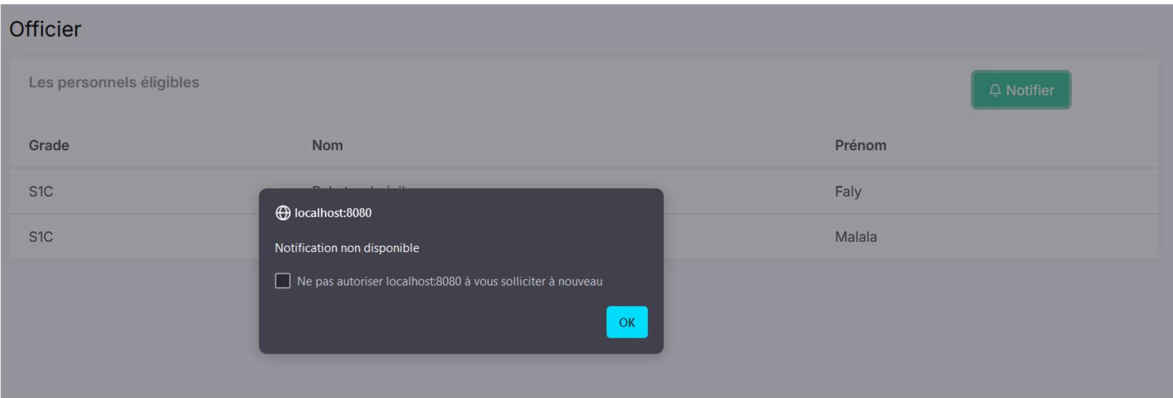 Officier
Les personnels éligibles
Notifier
Grade Nom Prénom
S1C Faly
localhost:8080
S1C Malala
Notification non disponible
Ne pas autoriser localhost:8080 à vous solliciter à nouveau
OK